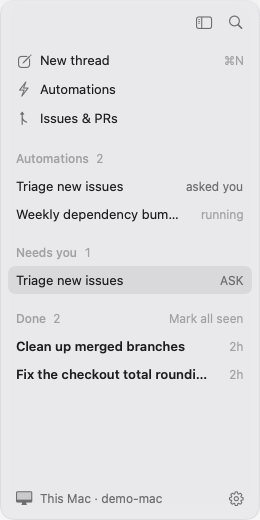 New thread ⌘N
Automations
Issues & PRs
Automations 2
Triage new issues asked you
Weekly dependency bum... running
Needs you 1
Triage new issues ASK
Done 2 Mark all seen
Clean up merged branches 2h
Fix the checkout total roundi... 2h
This Mac · demo-mac